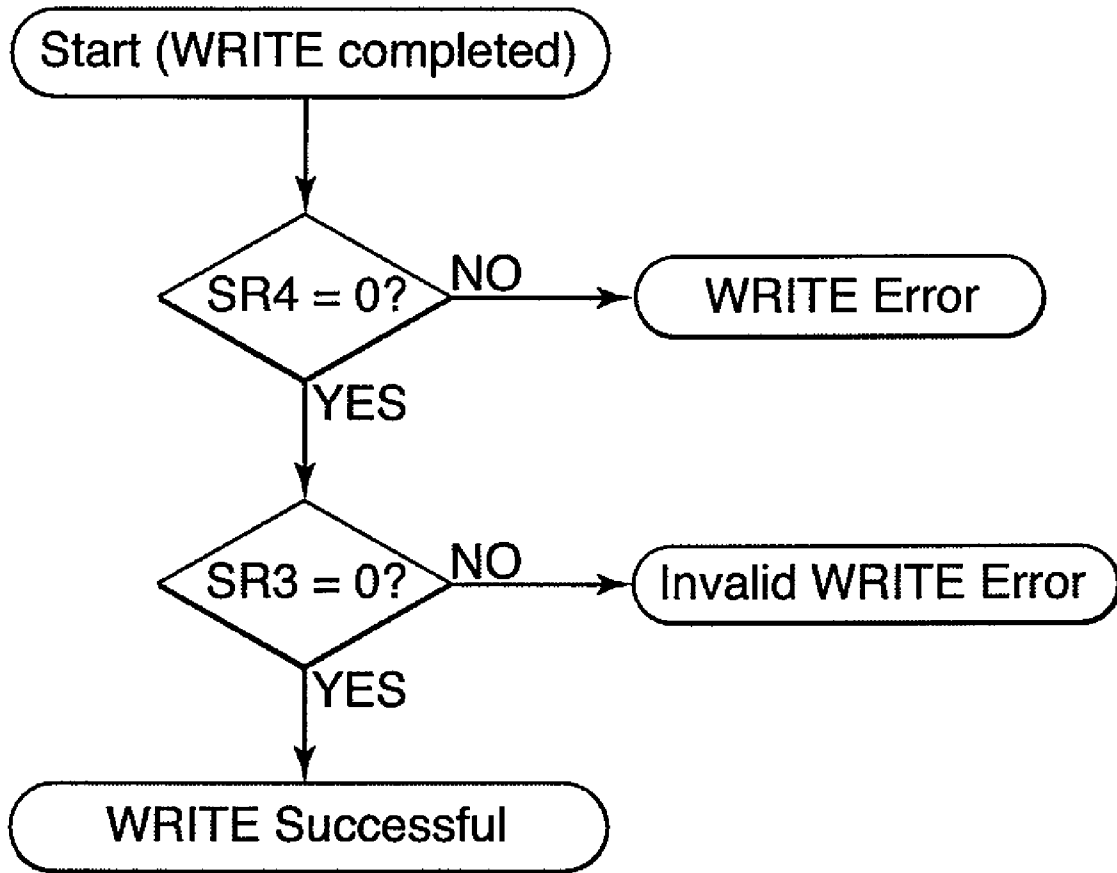 Start (WRITE completed)
SR4 = 0?
NO
WRITE Error
YES
SR3 = 0?
NO
Invalid WRITE Error
YES
WRITE Successful